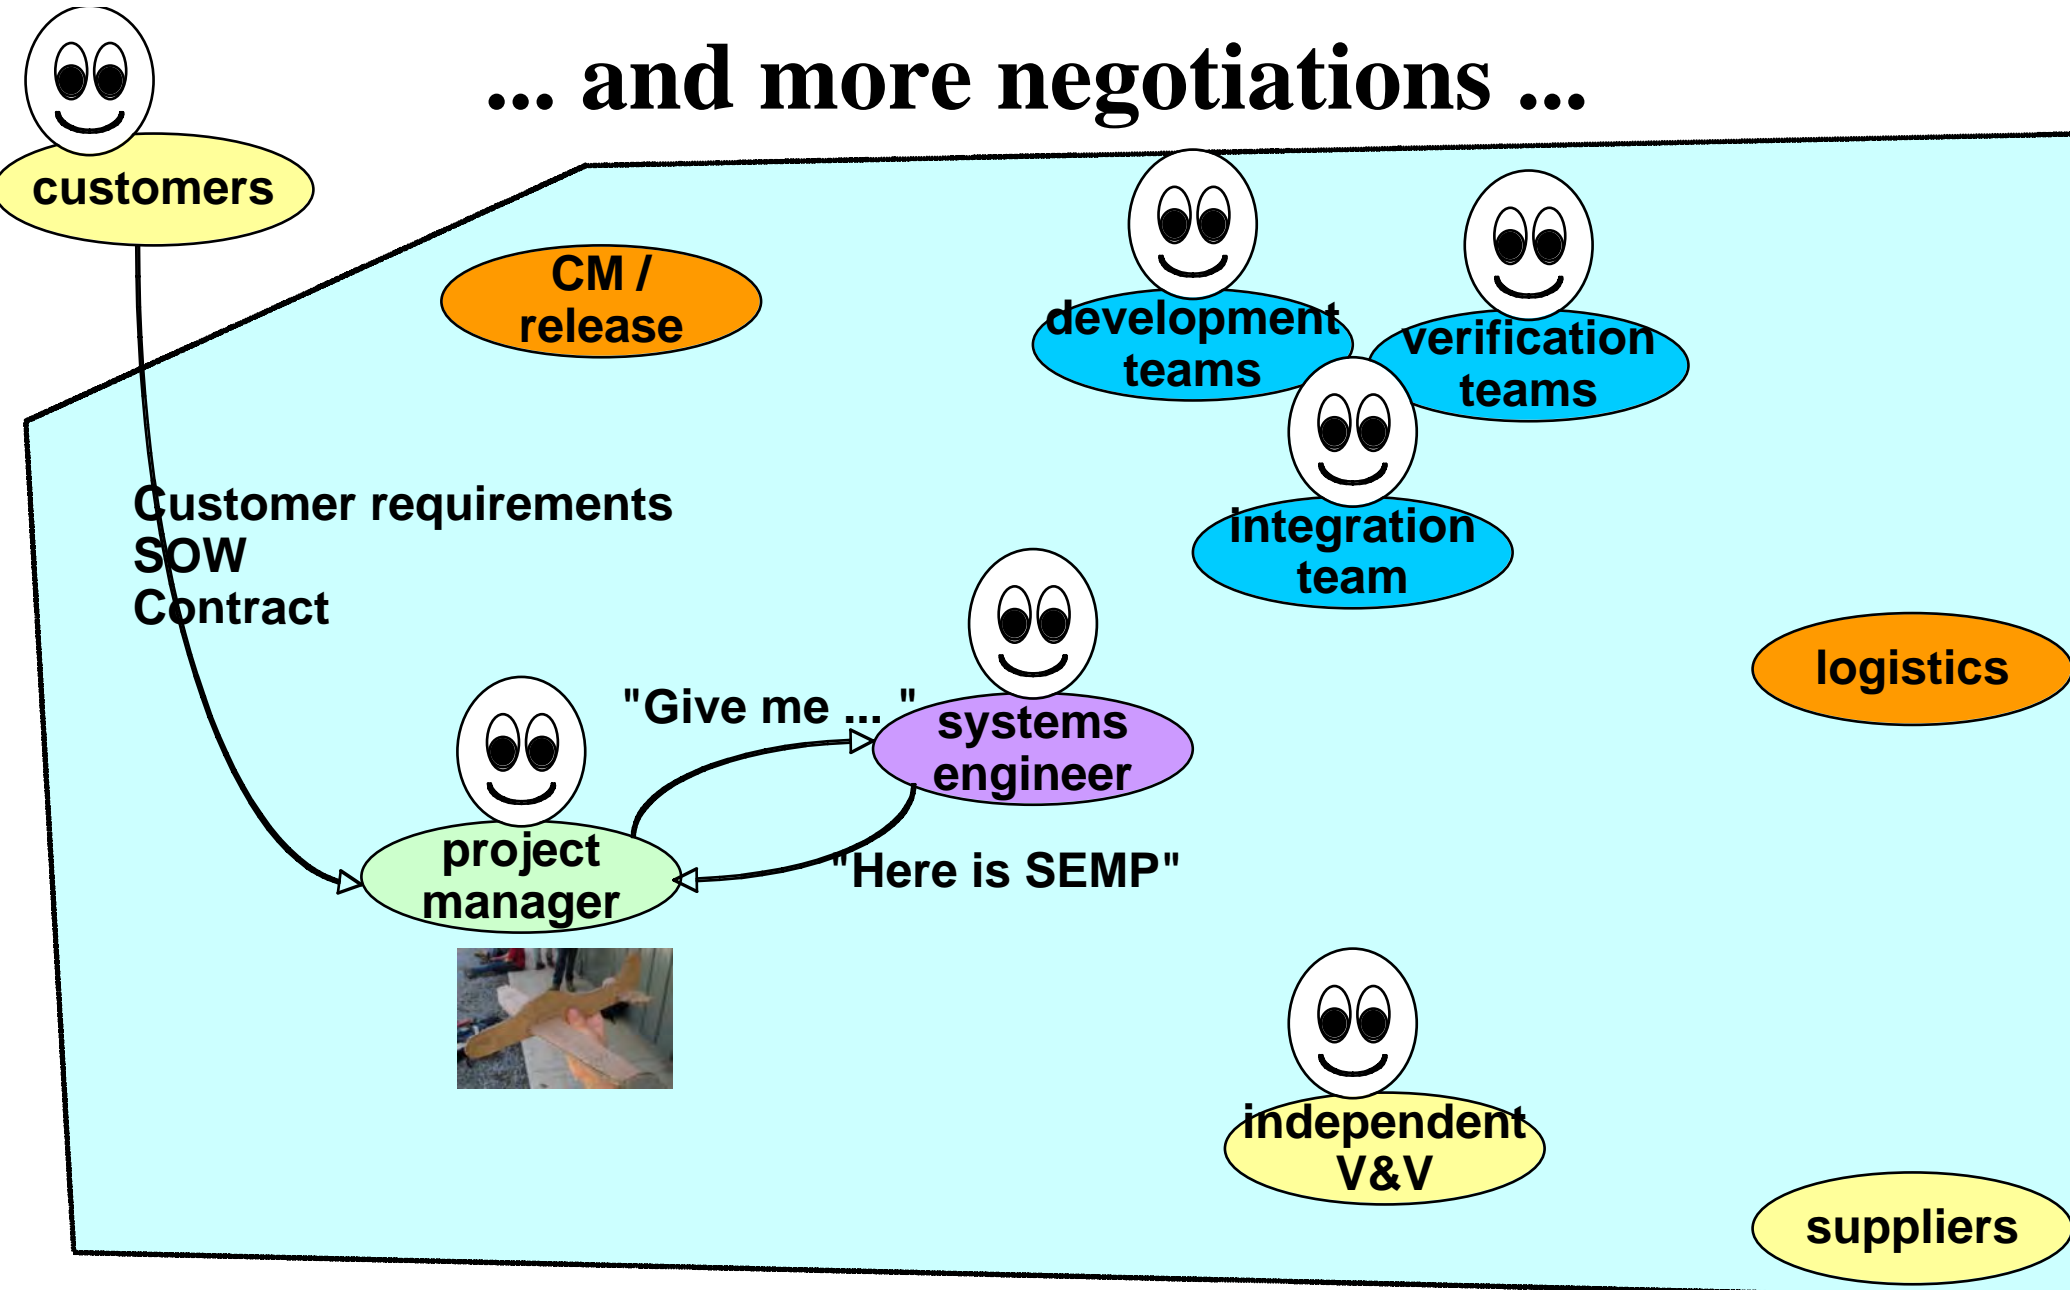 ... and more negotiations ...
customers
CM /
release
development
teams
verification
teams
Customer requirements
SOW
Contract
integration
team
logistics
"Give me ... "
systems
engineer
project
manager
"Here is SEMP"
independent
V&V
suppliers